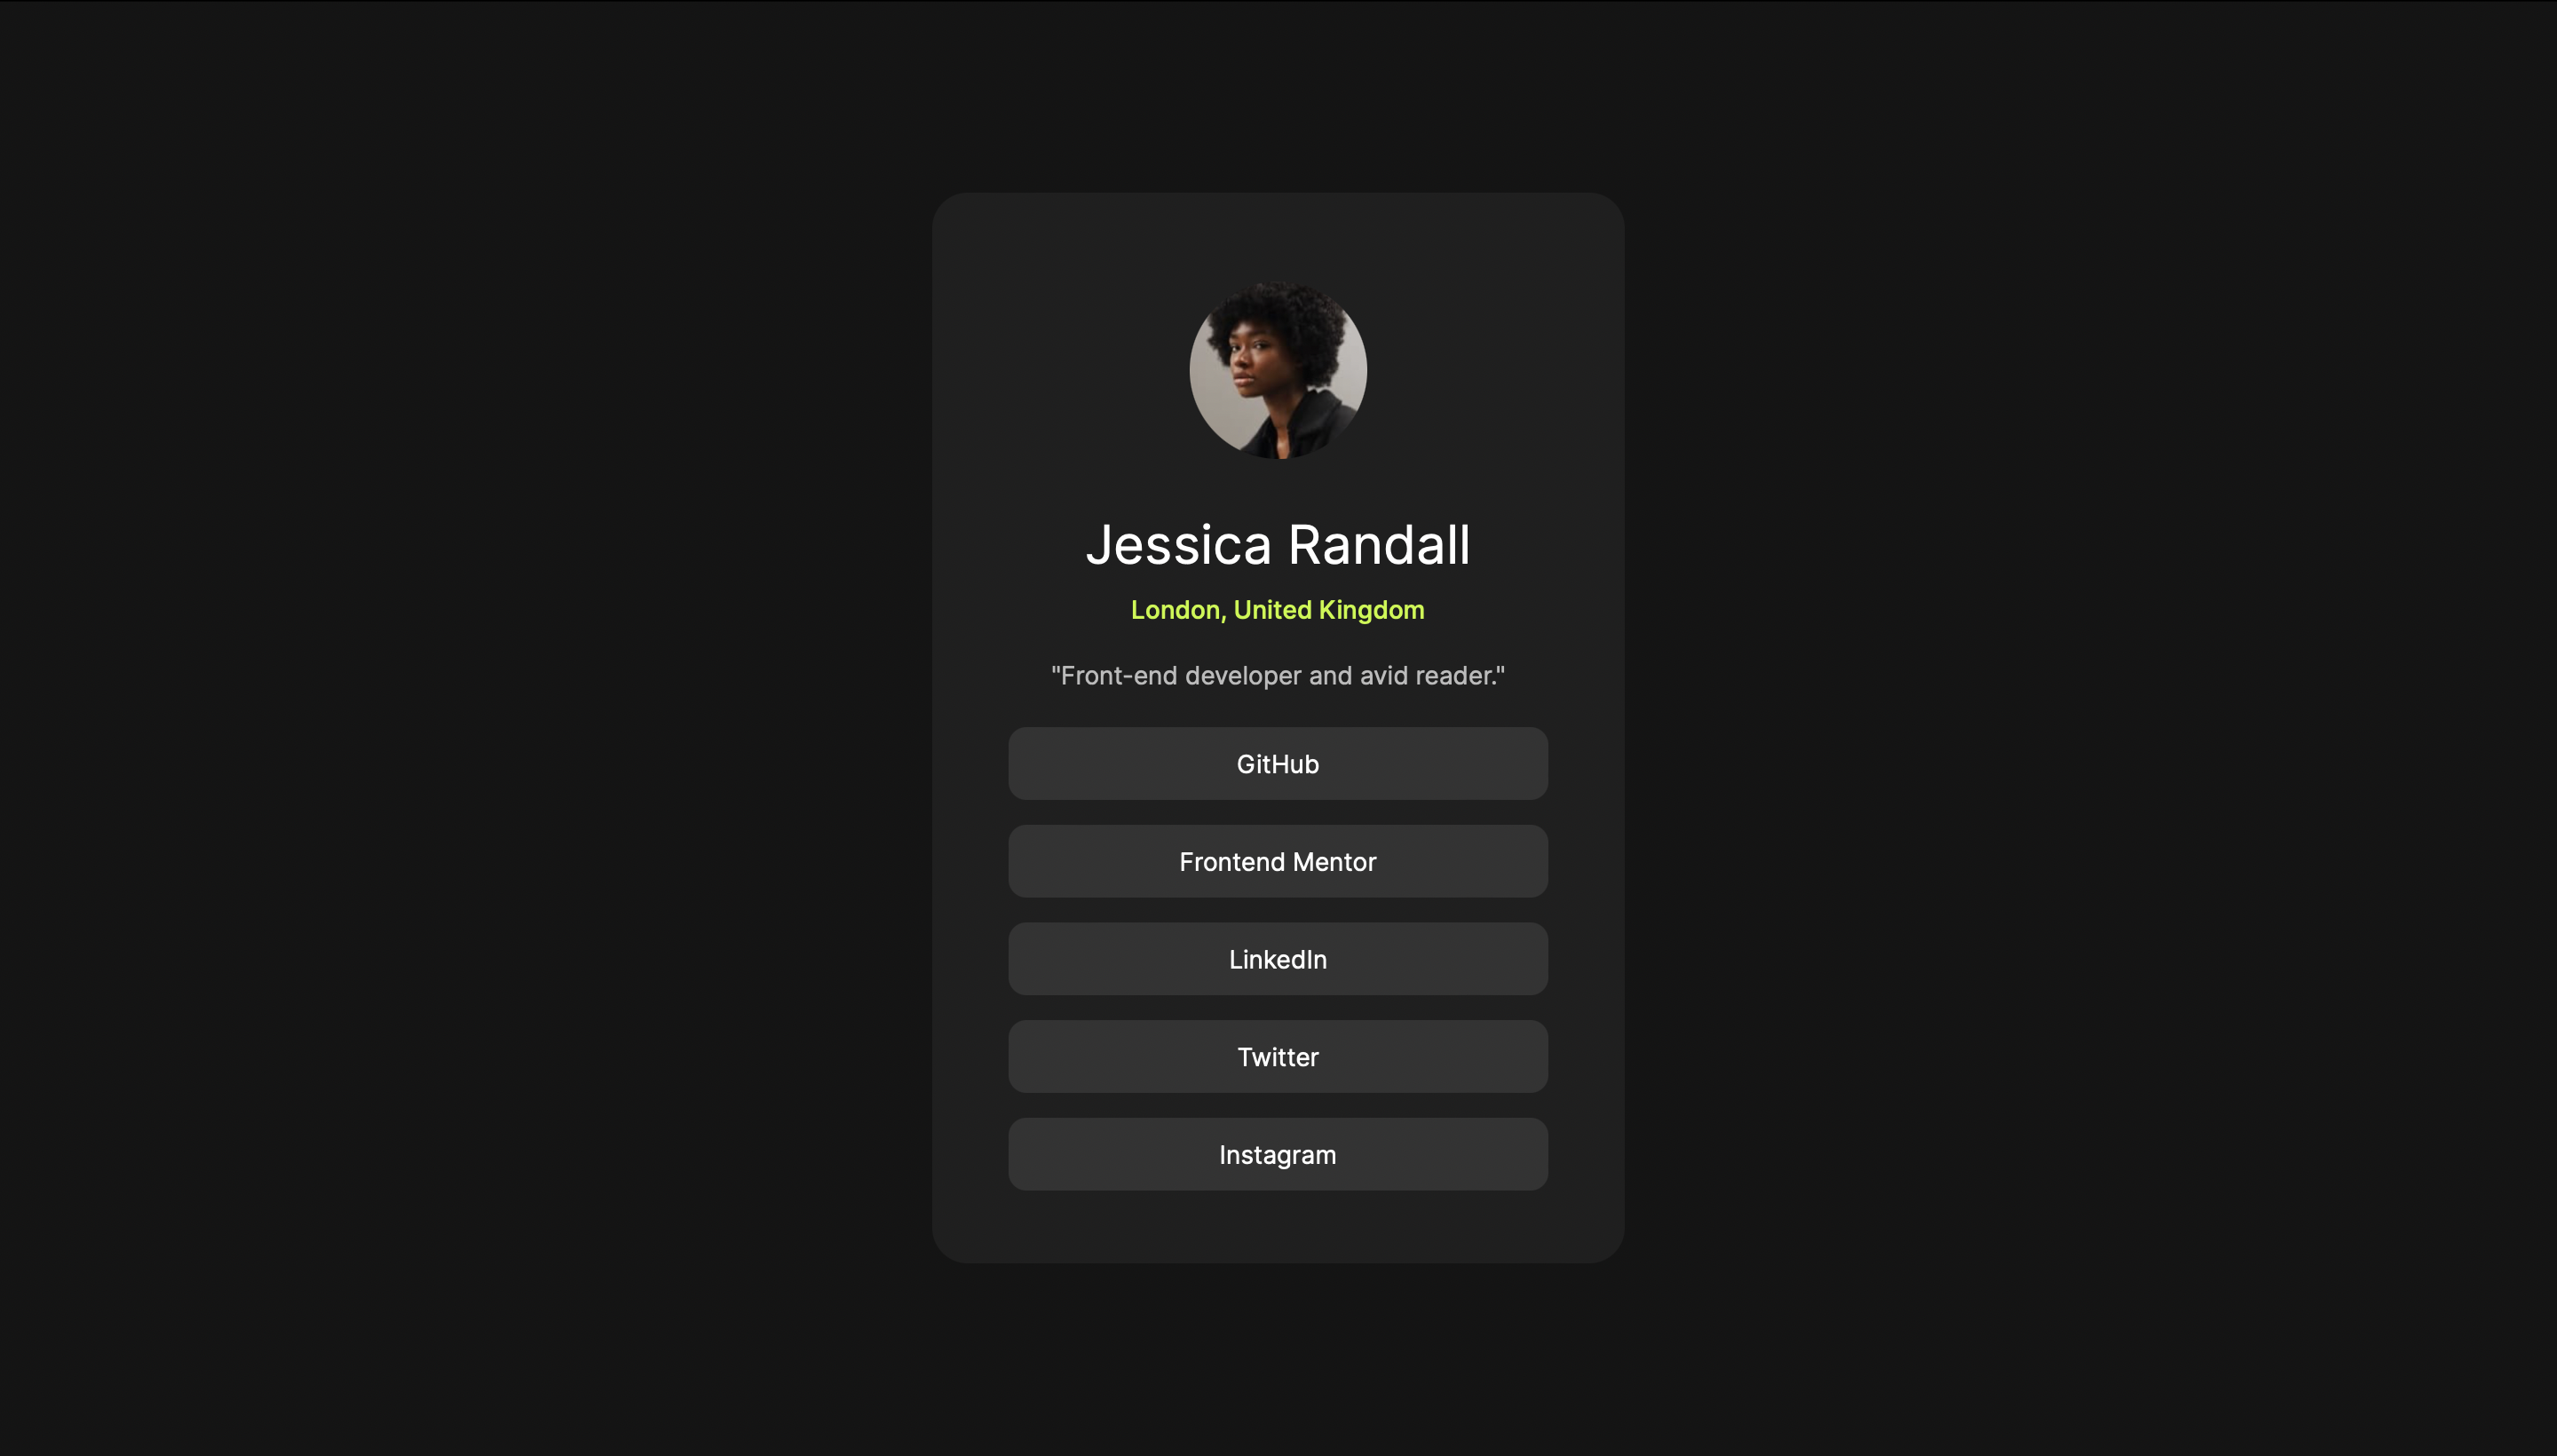 Jessica Randall
London, United Kingdom
"Front-end developer and avid reader."
GitHub
Frontend Mentor
LinkedIn
Twitter
Instagram